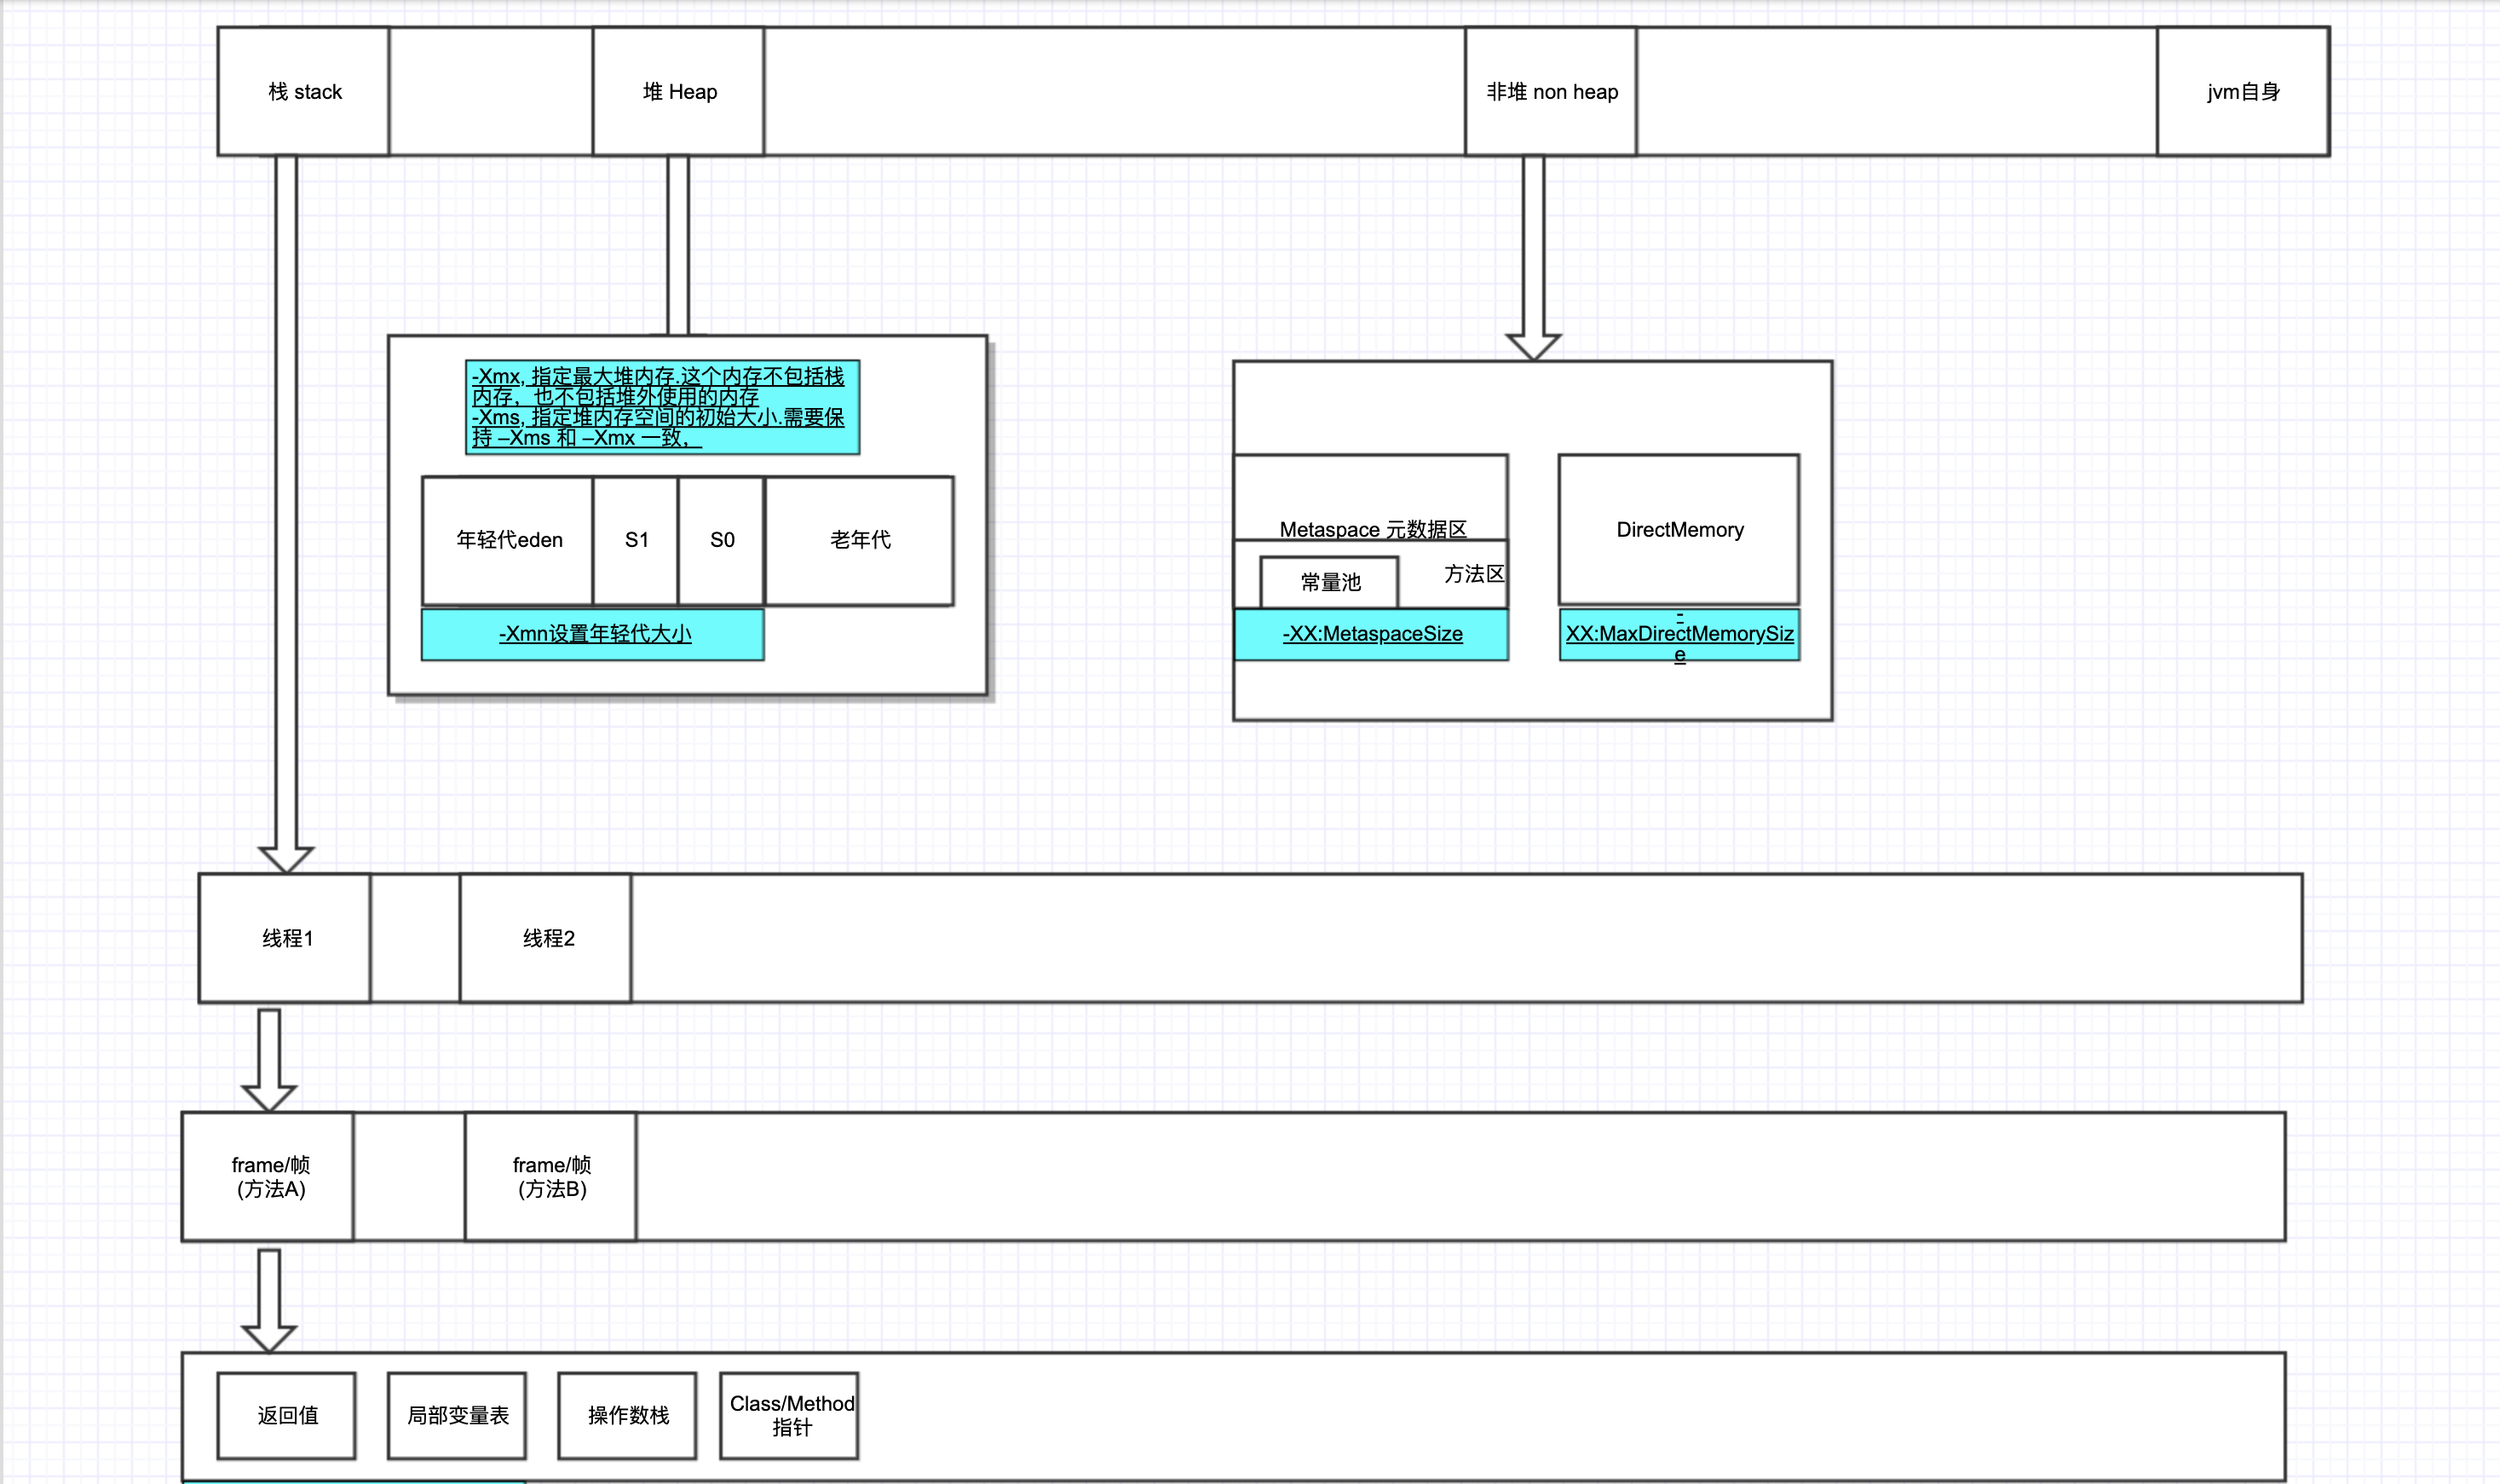 栈 stack
堆 Heap
非堆 non heap
jvm自身
-Xmx, 指定最大堆内存.这个内存不包括栈
内存，也不包括堆外使用的内存
-Xms, 指定堆内存空间的初始大小.需要保
持 –Xms 和 –Xmx 一致，
年轻代eden
S1
S0
老年代
-Xmn设置年轻代大小
Metaspace 元数据区
常量池
方法区
-XX:MetaspaceSize
DirectMemory
-
XX:MaxDirectMemorySiz
e
线程1
线程2
frame/帧
(方法A)
frame/帧
(方法B)
返回值
局部变量表
操作数栈
Class/Method
指针